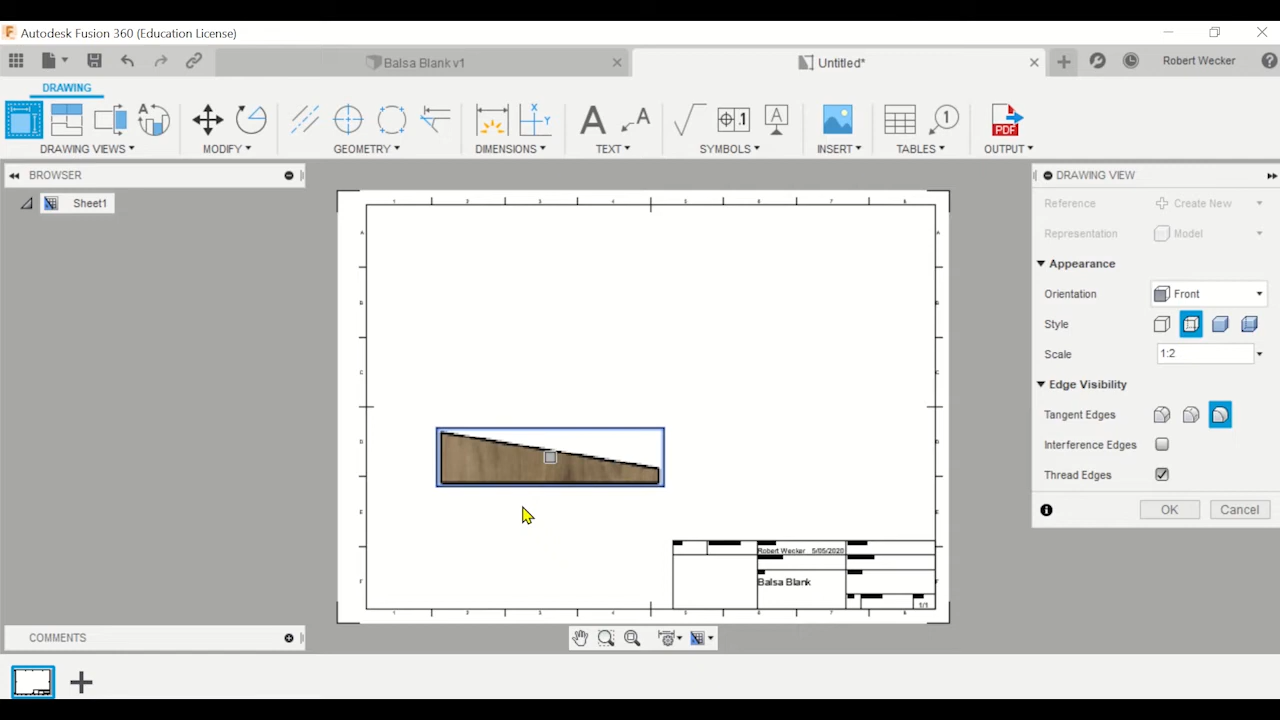 Autodesk Fusion 360 (Education License)
Balsa Blank v1
Untitled*
Robert Wecker
DRAWING
DRAWING VIEWS
MODIFY
GEOMETRY
DIMENSIONS
TEXT
SYMBOLS
INSERT
TABLES
OUTPUT
BROWSER
Sheet1
DRAWING VIEW
Reference Create New
Representation Model
Appearance
Orientation Front
Style
Scale 1:2
Edge Visibility
Tangent Edges
Interference Edges
Thread Edges
OK Cancel
Robert Wecker 5/05/2020
Balsa Blank
1/1
COMMENTS